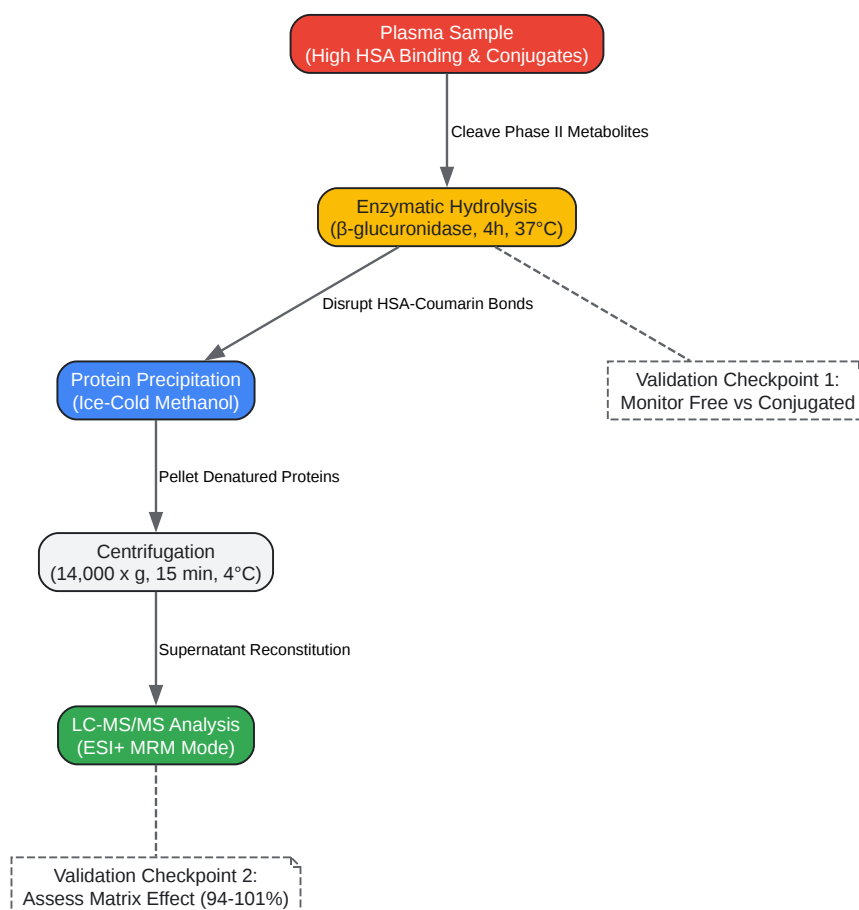 Plasma Sample
(High HSA Binding & Conjugates)
Cleave Phase II Metabolites
Enzymatic Hydrolysis
(β-glucuronidase, 4h, 37°C)
Disrupt HSA-Coumarin Bonds
Protein Precipitation
(Ice-Cold Methanol)
Validation Checkpoint 1:
Monitor Free vs Conjugated
Pellet Denatured Proteins
Centrifugation
(14,000 x g, 15 min, 4°C)
Supernatant Reconstitution
LC-MS/MS Analysis
(ESI+ MRM Mode)
Validation Checkpoint 2:
Assess Matrix Effect (94-101%)